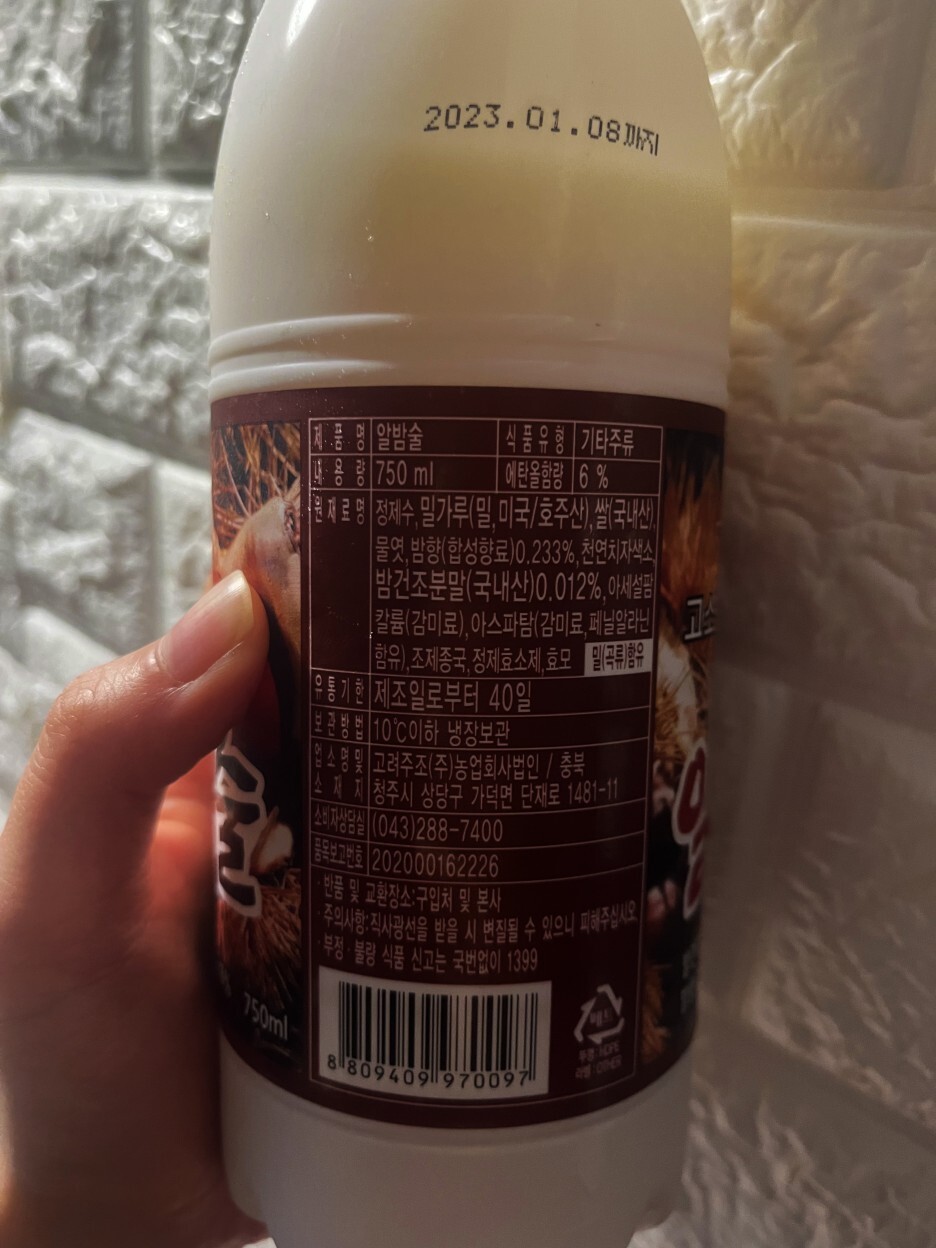 2023.01.08까지
제품명 알밤술 식품유형 기타주류
내용량 750 ml 에탄올함량 6 %
원재료명 정제수, 밀가루(밀, 미국/호주산), 쌀(국내산),
물엿, 밤향(합성향료)0.233%, 천연치자색소,
밤건조분말(국내산)0.012%, 아세설팜
칼륨(감미료), 아스파탐(감미료, 페닐알라닌
함유), 조제종국, 정제효소제, 효모 밀(곡류)함유
유통기한 제조일로부터 40일
보관방법 10℃이하 냉장보관
업소명및 고려주조(주)농업회사법인 / 충북
소재지 청주시 상당구 가덕면 단재로 1481-11
소비자상담실 (043)288-7400
품목보고번호 202000162226
· 반품 및 교환장소:구입처 및 본사
· 주의사항:직사광선을 받을 시 변질될 수 있으니 피해주십시오
· 부정·불량 식품 신고는 국번없이 1399
8 809409 970097
투명:HDPE
라벨:OTHER
술
750ml
고소
알